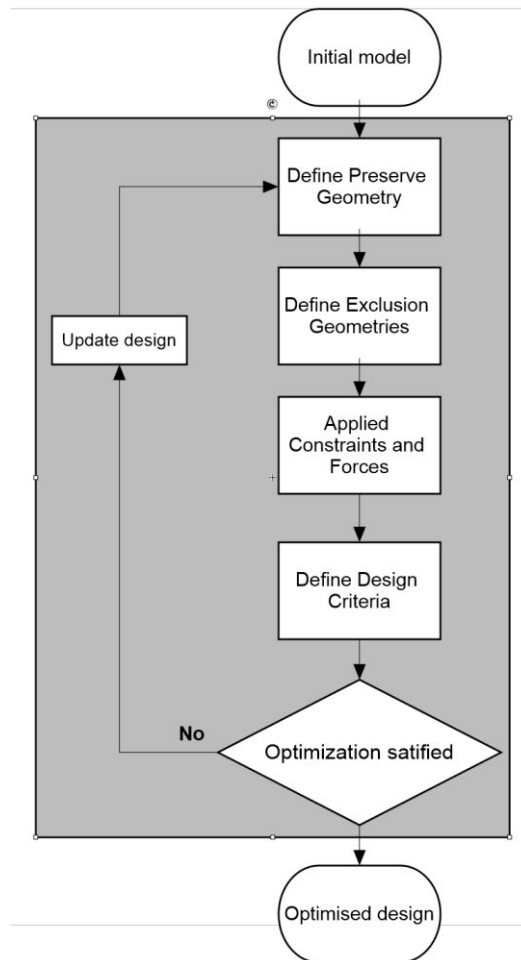 Initial model
Define Preserve
Geometry
Define Exclusion
Geometries
Update design
Applied
Constraints and
Forces
Define Design
Criteria
No
Optimization satified
Optimised design